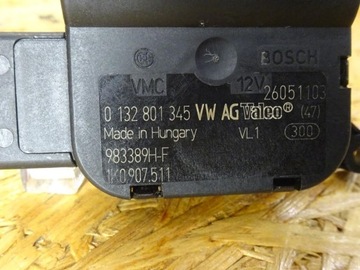 BOSCH
VMC 12V 26051103
0 132 801 345 VW AG Valeo® (47)
Made in Hungary VL.1 300
983389H-F
1K0.907.511